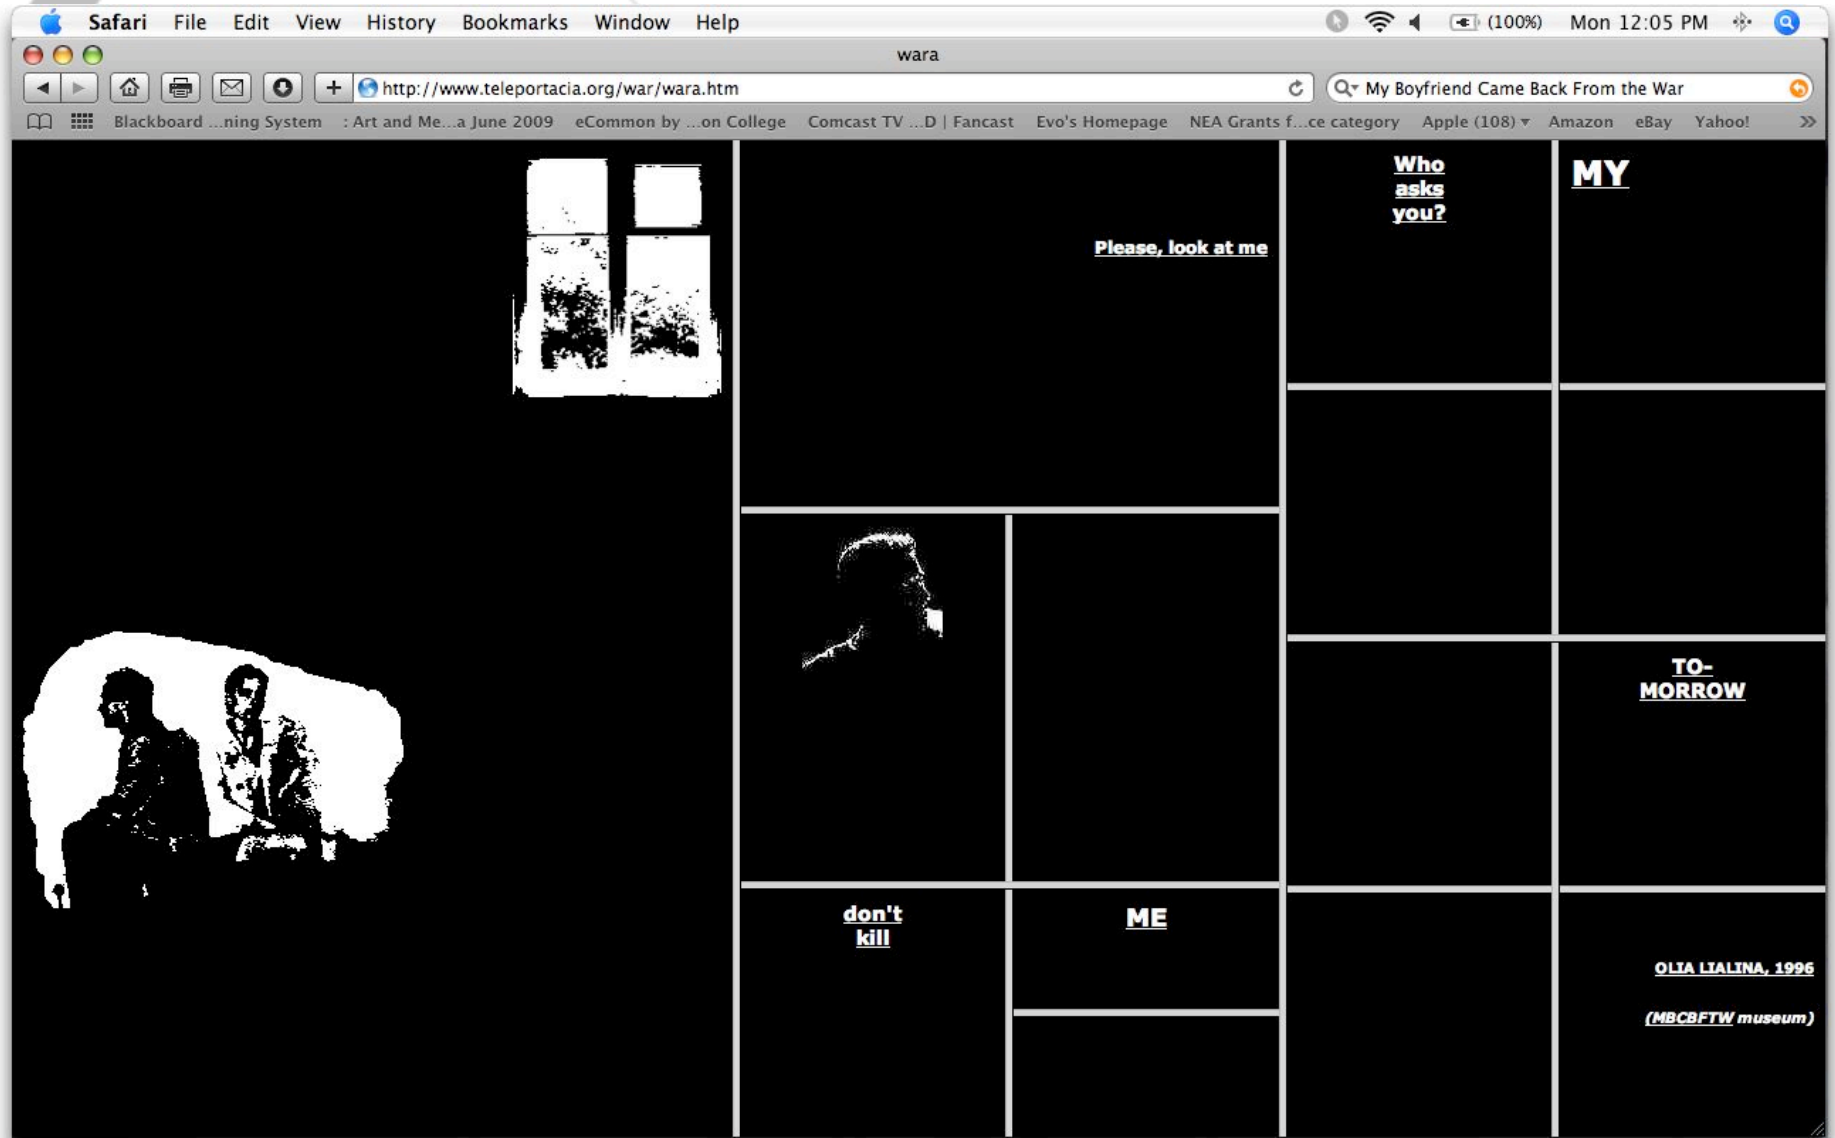 Safari File Edit View History Bookmarks Window Help (100%) Mon 12:05 PM
wara
http://www.teleportacia.org/war/wara.htm My Boyfriend Came Back From the War
Blackboard ...ning System : Art and Me...a June 2009 eCommon by ...on College Comcast TV ...D | Fancast Evo's Homepage NEA Grants f...ce category Apple (108) Amazon eBay Yahoo!
Please, look at me
don't
kill
ME
Who
asks
you?
MY
TO-
MORROW
OLIA LIALINA, 1996
(MBCBFTW museum)